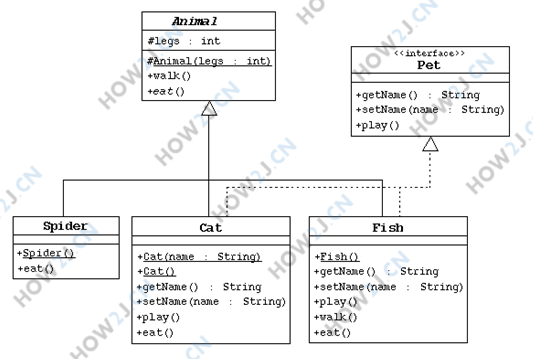 Animal
#legs : int
#Animal(legs : int)
+walk()
+eat()
<<interface>>
Pet
+getName() : String
+setName(name : String)
+play()
Spider
+Spider()
+eat()
Cat
+Cat(name : String)
+Cat()
+getName() : String
+setName(name : String)
+play()
+eat()
Fish
+Fish()
+getName() : String
+setName(name : String)
+play()
+walk()
+eat()
HOW2J.CN
HOW2J.CN
HOW2J.CN
HOW2J.CN
HOW2J.CN
HOW2J.CN
HOW2J.CN
HOW2J.CN
HOW2J.CN